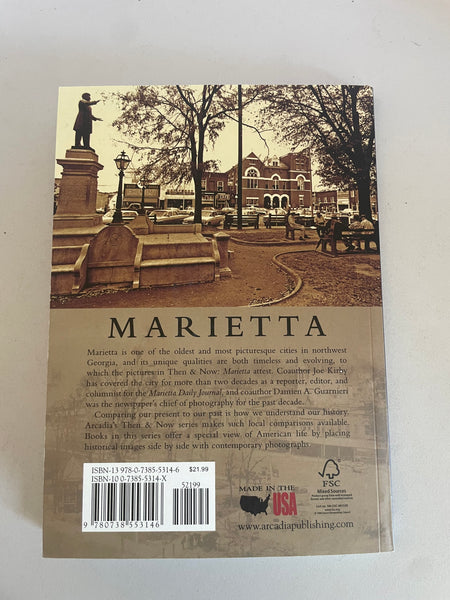 MARIETTA
Marietta is one of the oldest and most picturesque cities in northwest
Georgia, and its unique qualities are both timeless and evolving, to
which the pictures in Then & Now: Marietta attest. Coauthor Joe Kirby
has covered the city for more than two decades as a reporter, editor, and
columnist for the Marietta Daily Journal, and coauthor Damien A. Guarnieri
was the newspaper's chief of photography for the past decade.
Comparing our present to our past is how we understand our history.
Arcadia's Then & Now series makes such local comparisons available.
Books in this series offer a special view of American life by placing
historical images side by side with contemporary photographs.
ISBN-13 978-0-7385-5314-6 $21.99
ISBN-10 0-7385-5314-X
52199
9 780738 553146
MADE IN THE
USA
www.arcadiapublishing.com
FSC
Mixed Sources